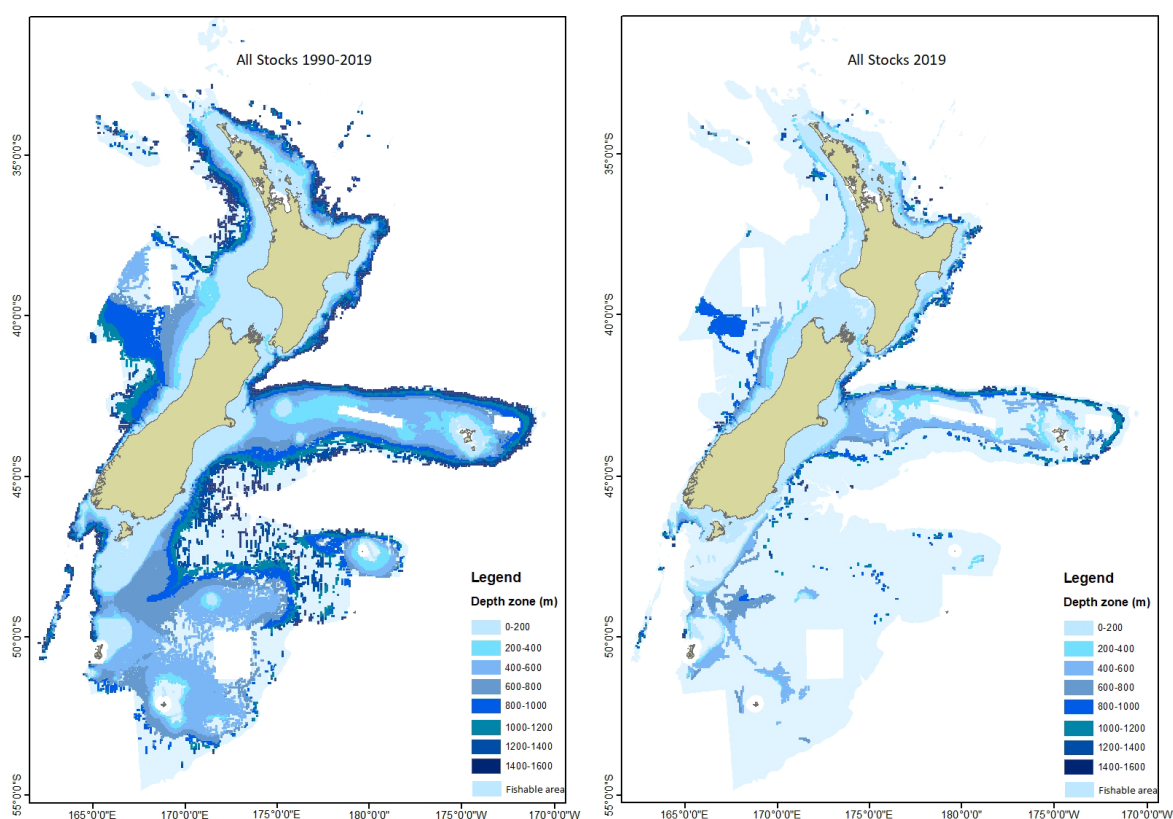 All Stocks 1990-2019
35°0'0"S
40°0'0"S
45°0'0"S
50°0'0"S
55°0'0"S
Legend
Depth zone (m)
0-200
200-400
400-600
600-800
800-1000
1000-1200
1200-1400
1400-1600
Fishable area
165°0'0"E
170°0'0"E
175°0'0"E
180°0'0"
175°0'0"W
170°0'0"W
All Stocks 2019
35°0'0"S
40°0'0"S
45°0'0"S
50°0'0"S
55°0'0"S
Legend
Depth zone (m)
0-200
200-400
400-600
600-800
800-1000
1000-1200
1200-1400
1400-1600
Fishable area
165°0'0"E
170°0'0"E
175°0'0"E
180°0'0"
175°0'0"W
170°0'0"W